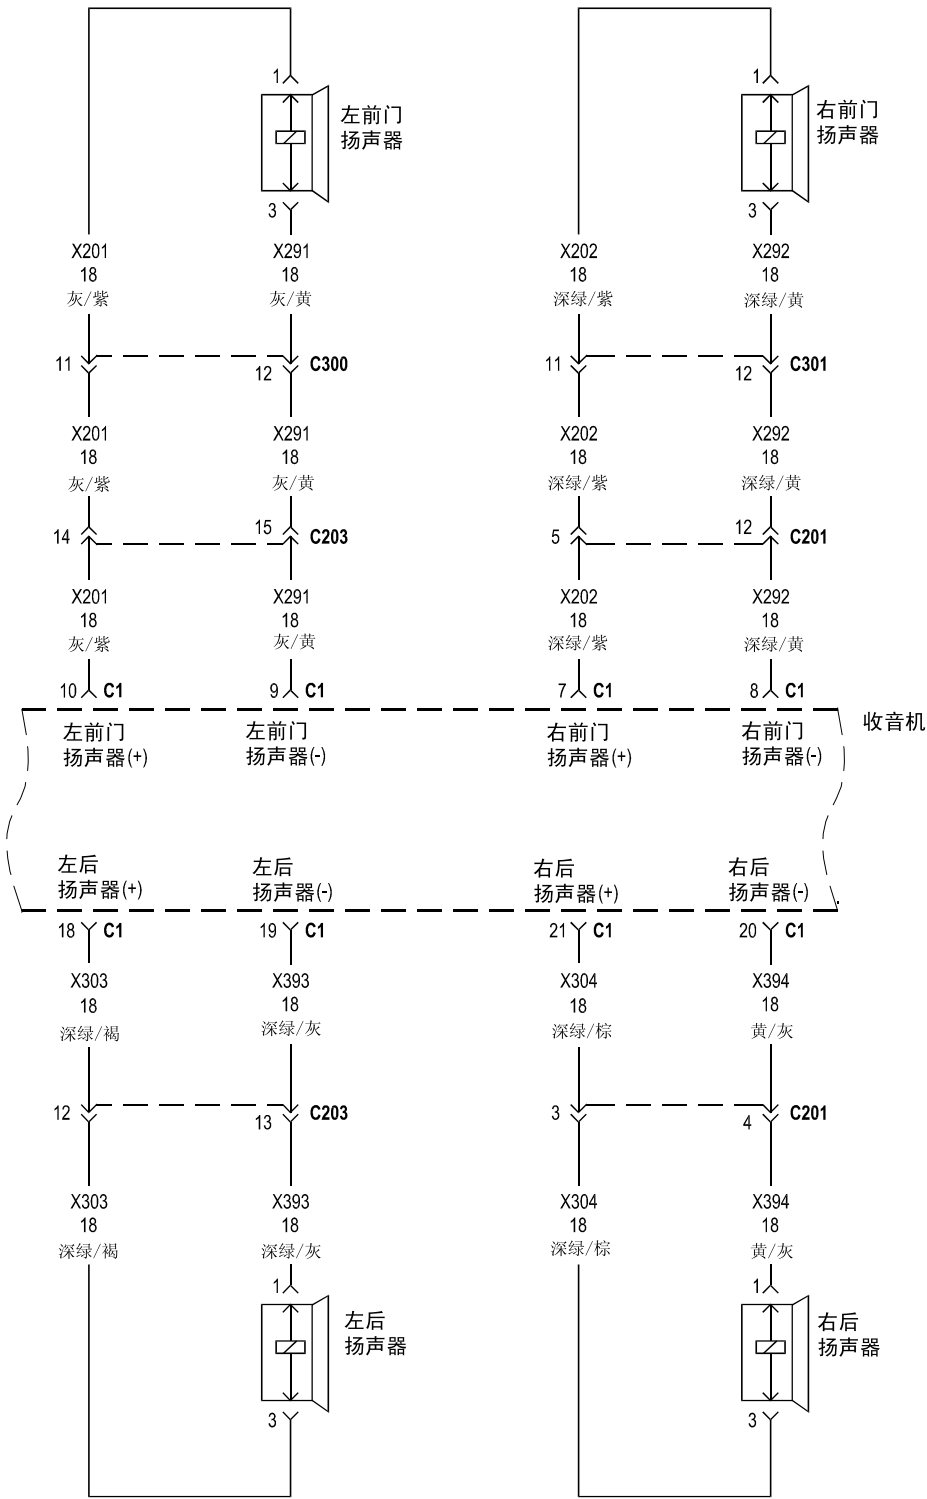 1
左前门
扬声器
3
1
右前门
扬声器
3
X201
18
灰/紫
X291
18
灰/黄
X202
18
深绿/紫
X292
18
深绿/黄
11
12
C300
11
12
C301
X201
18
灰/紫
X291
18
灰/黄
X202
18
深绿/紫
X292
18
深绿/黄
14
15
C203
5
12
C201
X201
18
灰/紫
X291
18
灰/黄
X202
18
深绿/紫
X292
18
深绿/黄
10 C1
9 C1
7 C1
8 C1
左前门
扬声器(+)
左前门
扬声器(-)
右前门
扬声器(+)
右前门
扬声器(-)
收音机
左后
扬声器(+)
左后
扬声器(-)
右后
扬声器(+)
右后
扬声器(-)
18 C1
19 C1
21 C1
20 C1
X303
18
深绿/褐
X393
18
深绿/灰
X304
18
深绿/棕
X394
18
黄/灰
12
13
C203
3
4
C201
X303
18
深绿/褐
X393
18
深绿/灰
X304
18
深绿/棕
X394
18
黄/灰
1
左后
扬声器
3
1
右后
扬声器
3